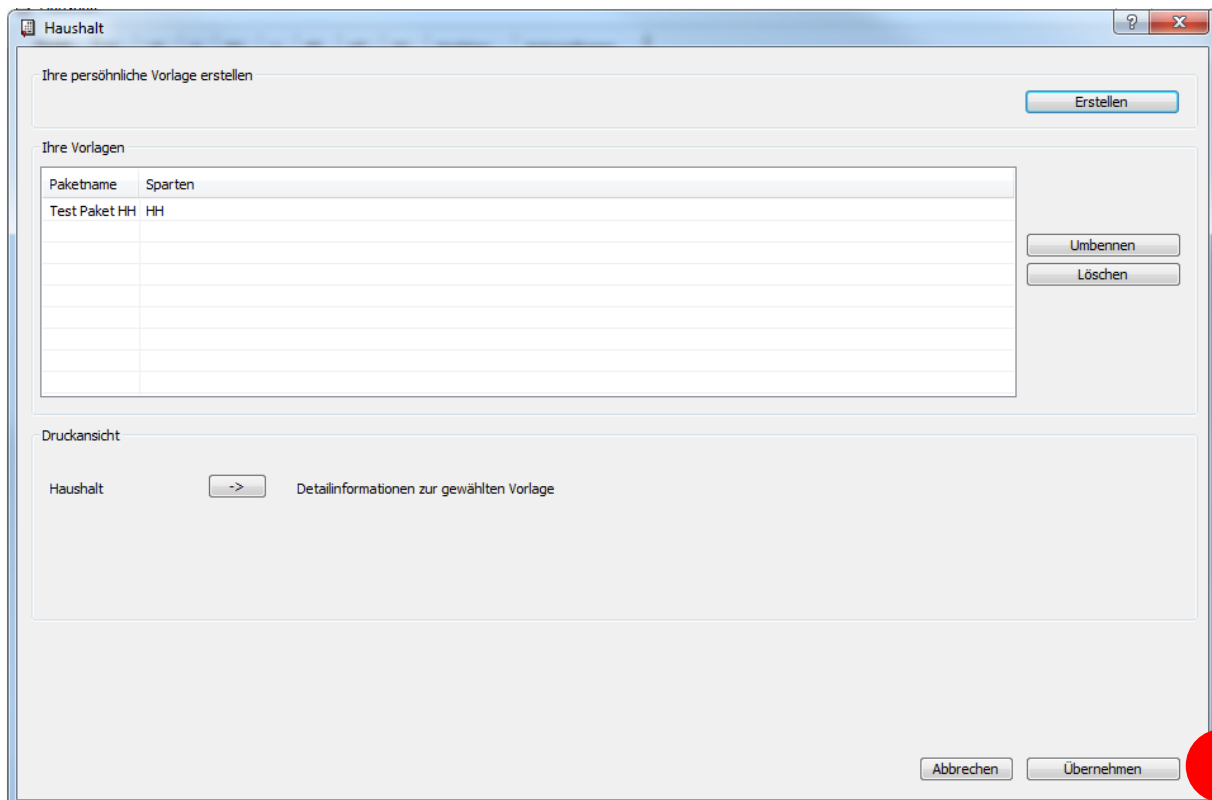 Haushalt
Ihre persöhnliche Vorlage erstellen
Erstellen
Ihre Vorlagen
Paketname Sparten
Test Paket HH HH
Umbennen
Löschen
Druckansicht
Haushalt -> Detailinformationen zur gewählten Vorlage
Abbrechen Übernehmen